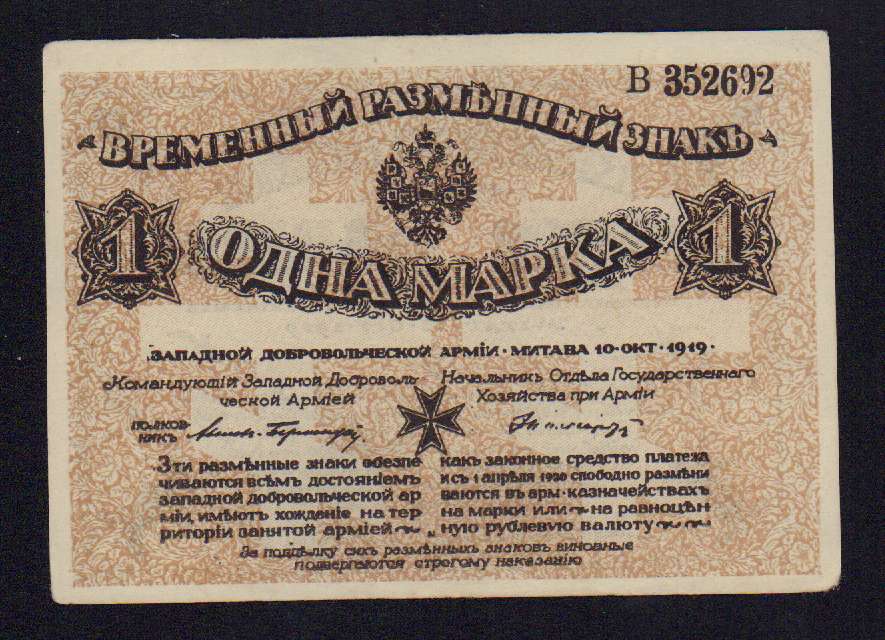 В 352692
ВРЕМЕННЫЙ РАЗМѢННЫЙ ЗНАКЪ
1 ОДНА МАРКА 1
ЗАПАДНОЙ ДОБРОВОЛЬЧЕСКОЙ АРМІИ · МИТАВА 10 · ОКТ · 1919 ·
Командующій Западной Доброволь-
ческой Арміей
Начальникъ Отдѣла Государственнаго
Хозяйства при Арміи
ПОЛКОВ-
НИКЪ
Эти размѣнные знаки обезпе
чиваются всѣмъ достояніемъ
западной добровольческой ар
міи, имѣютъ хожденіе на тер
риторіи занятой арміей
какъ законное средство платежа
и съ 1 апрѣля 1920 свободно размѣни
ваются въ арм · казначействахъ
на марки или на равноцѣн
ную рублевую валюту
За поддѣлку сихъ размѣнныхъ знаковъ виновные
подвергаются строгому наказанію